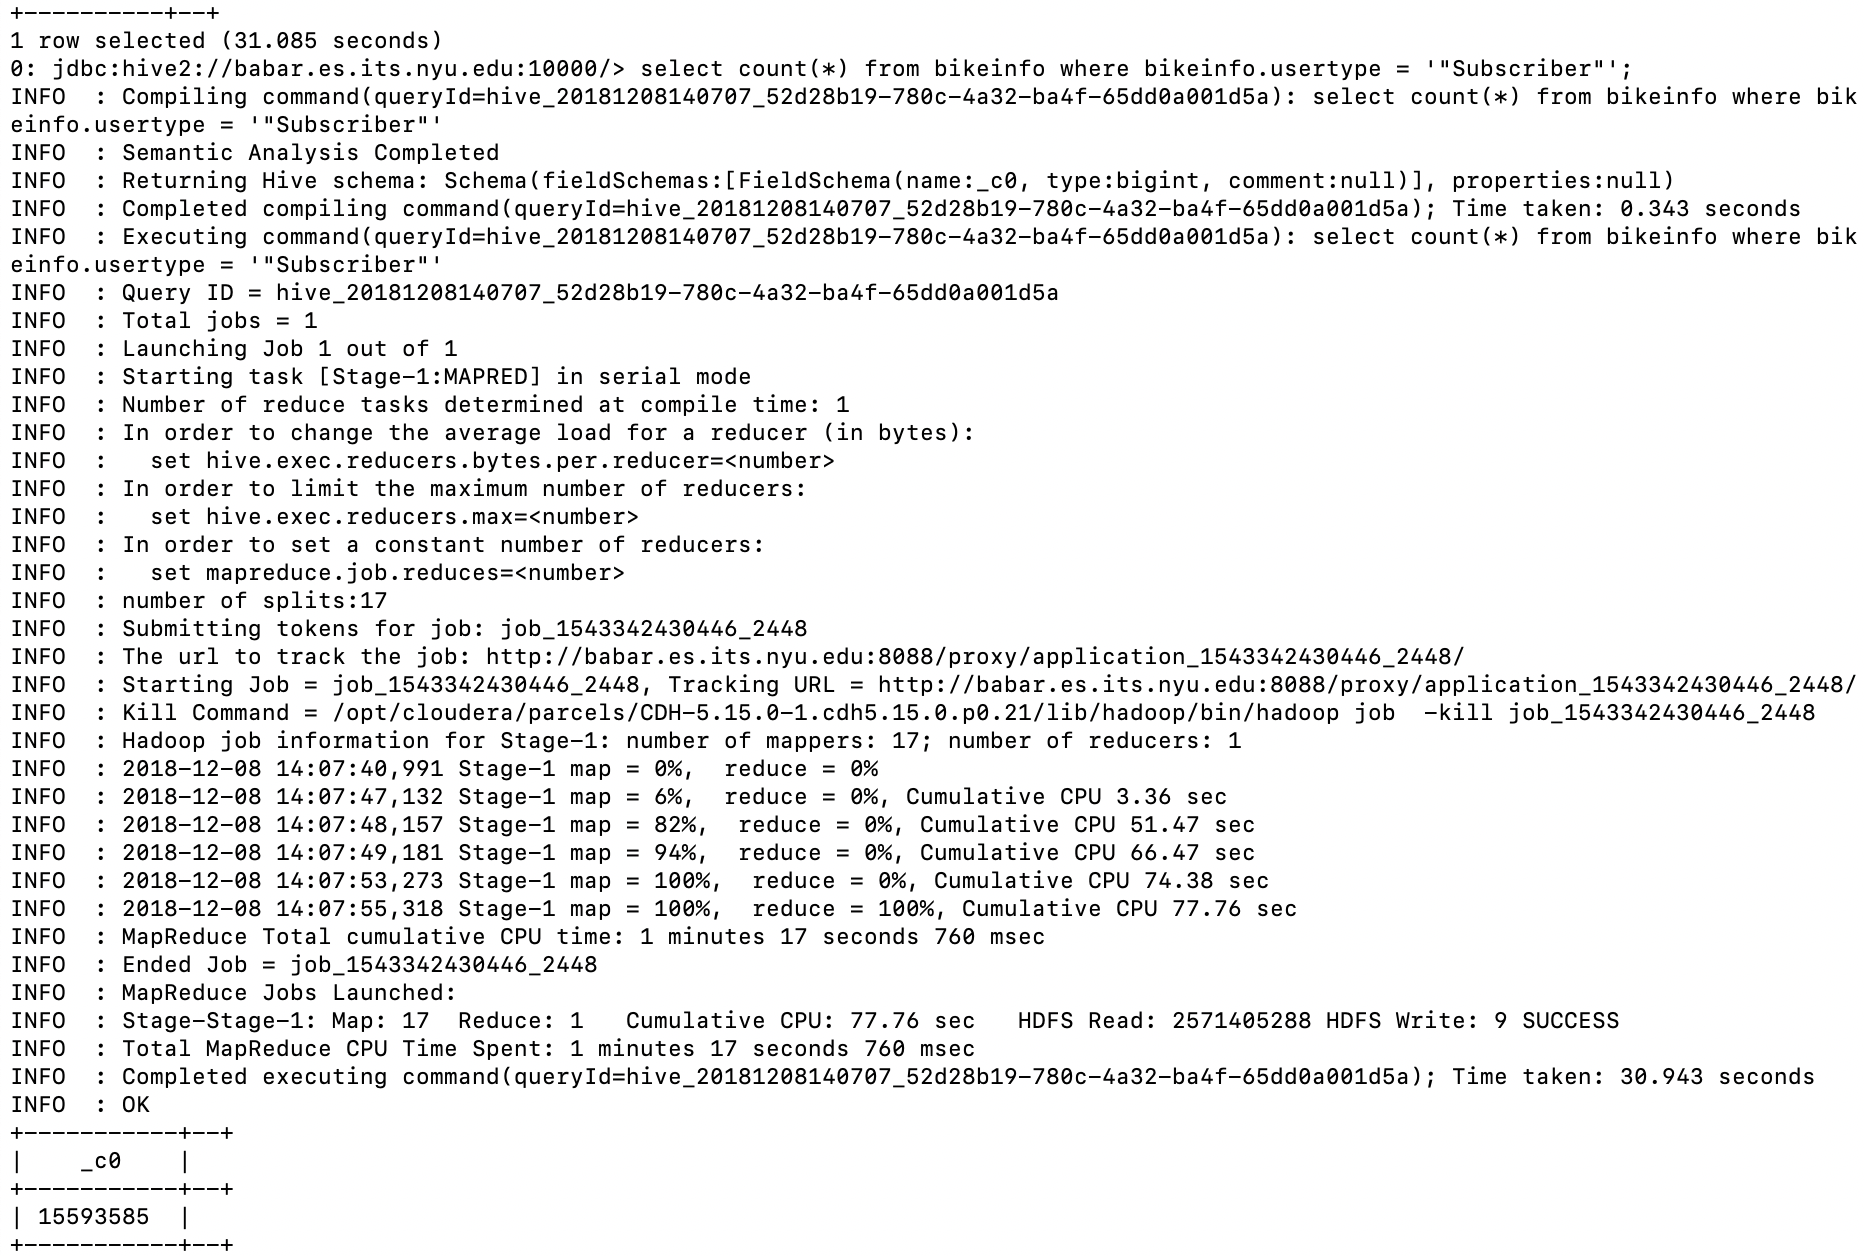 +----------+--+
1 row selected (31.085 seconds)
0: jdbc:hive2://babar.es.its.nyu.edu:10000/> select count(*) from bikeinfo where bikeinfo.usertype = '"Subscriber"';
INFO  : Compiling command(queryId=hive_20181208140707_52d28b19-780c-4a32-ba4f-65dd0a001d5a): select count(*) from bikeinfo where bik
einfo.usertype = '"Subscriber"'
INFO  : Semantic Analysis Completed
INFO  : Returning Hive schema: Schema(fieldSchemas:[FieldSchema(name:_c0, type:bigint, comment:null)], properties:null)
INFO  : Completed compiling command(queryId=hive_20181208140707_52d28b19-780c-4a32-ba4f-65dd0a001d5a); Time taken: 0.343 seconds
INFO  : Executing command(queryId=hive_20181208140707_52d28b19-780c-4a32-ba4f-65dd0a001d5a): select count(*) from bikeinfo where bik
einfo.usertype = '"Subscriber"'
INFO  : Query ID = hive_20181208140707_52d28b19-780c-4a32-ba4f-65dd0a001d5a
INFO  : Total jobs = 1
INFO  : Launching Job 1 out of 1
INFO  : Starting task [Stage-1:MAPRED] in serial mode
INFO  : Number of reduce tasks determined at compile time: 1
INFO  : In order to change the average load for a reducer (in bytes):
INFO  :   set hive.exec.reducers.bytes.per.reducer=<number>
INFO  : In order to limit the maximum number of reducers:
INFO  :   set hive.exec.reducers.max=<number>
INFO  : In order to set a constant number of reducers:
INFO  :   set mapreduce.job.reduces=<number>
INFO  : number of splits:17
INFO  : Submitting tokens for job: job_1543342430446_2448
INFO  : The url to track the job: http://babar.es.its.nyu.edu:8088/proxy/application_1543342430446_2448/
INFO  : Starting Job = job_1543342430446_2448, Tracking URL = http://babar.es.its.nyu.edu:8088/proxy/application_1543342430446_2448/
INFO  : Kill Command = /opt/cloudera/parcels/CDH-5.15.0-1.cdh5.15.0.p0.21/lib/hadoop/bin/hadoop job  -kill job_1543342430446_2448
INFO  : Hadoop job information for Stage-1: number of mappers: 17; number of reducers: 1
INFO  : 2018-12-08 14:07:40,991 Stage-1 map = 0%,  reduce = 0%
INFO  : 2018-12-08 14:07:47,132 Stage-1 map = 6%,  reduce = 0%, Cumulative CPU 3.36 sec
INFO  : 2018-12-08 14:07:48,157 Stage-1 map = 82%,  reduce = 0%, Cumulative CPU 51.47 sec
INFO  : 2018-12-08 14:07:49,181 Stage-1 map = 94%,  reduce = 0%, Cumulative CPU 66.47 sec
INFO  : 2018-12-08 14:07:53,273 Stage-1 map = 100%,  reduce = 0%, Cumulative CPU 74.38 sec
INFO  : 2018-12-08 14:07:55,318 Stage-1 map = 100%,  reduce = 100%, Cumulative CPU 77.76 sec
INFO  : MapReduce Total cumulative CPU time: 1 minutes 17 seconds 760 msec
INFO  : Ended Job = job_1543342430446_2448
INFO  : MapReduce Jobs Launched:
INFO  : Stage-Stage-1: Map: 17  Reduce: 1   Cumulative CPU: 77.76 sec   HDFS Read: 2571405288 HDFS Write: 9 SUCCESS
INFO  : Total MapReduce CPU Time Spent: 1 minutes 17 seconds 760 msec
INFO  : Completed executing command(queryId=hive_20181208140707_52d28b19-780c-4a32-ba4f-65dd0a001d5a); Time taken: 30.943 seconds
INFO  : OK
+-----------+--+
|    _c0    |
+-----------+--+
| 15593585  |
+-----------+--+